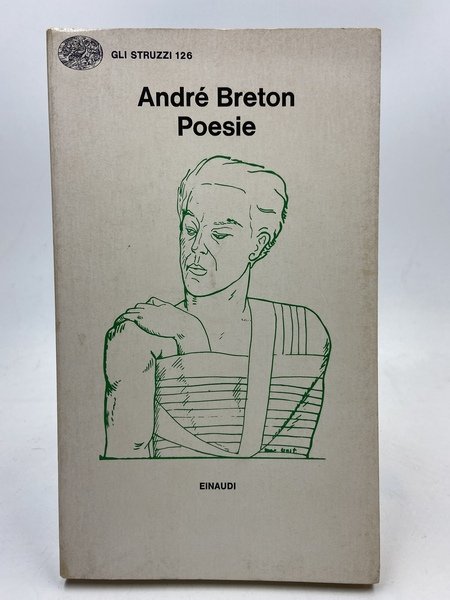 GLI STRUZZI 126
André Breton
Poesie
EINAUDI